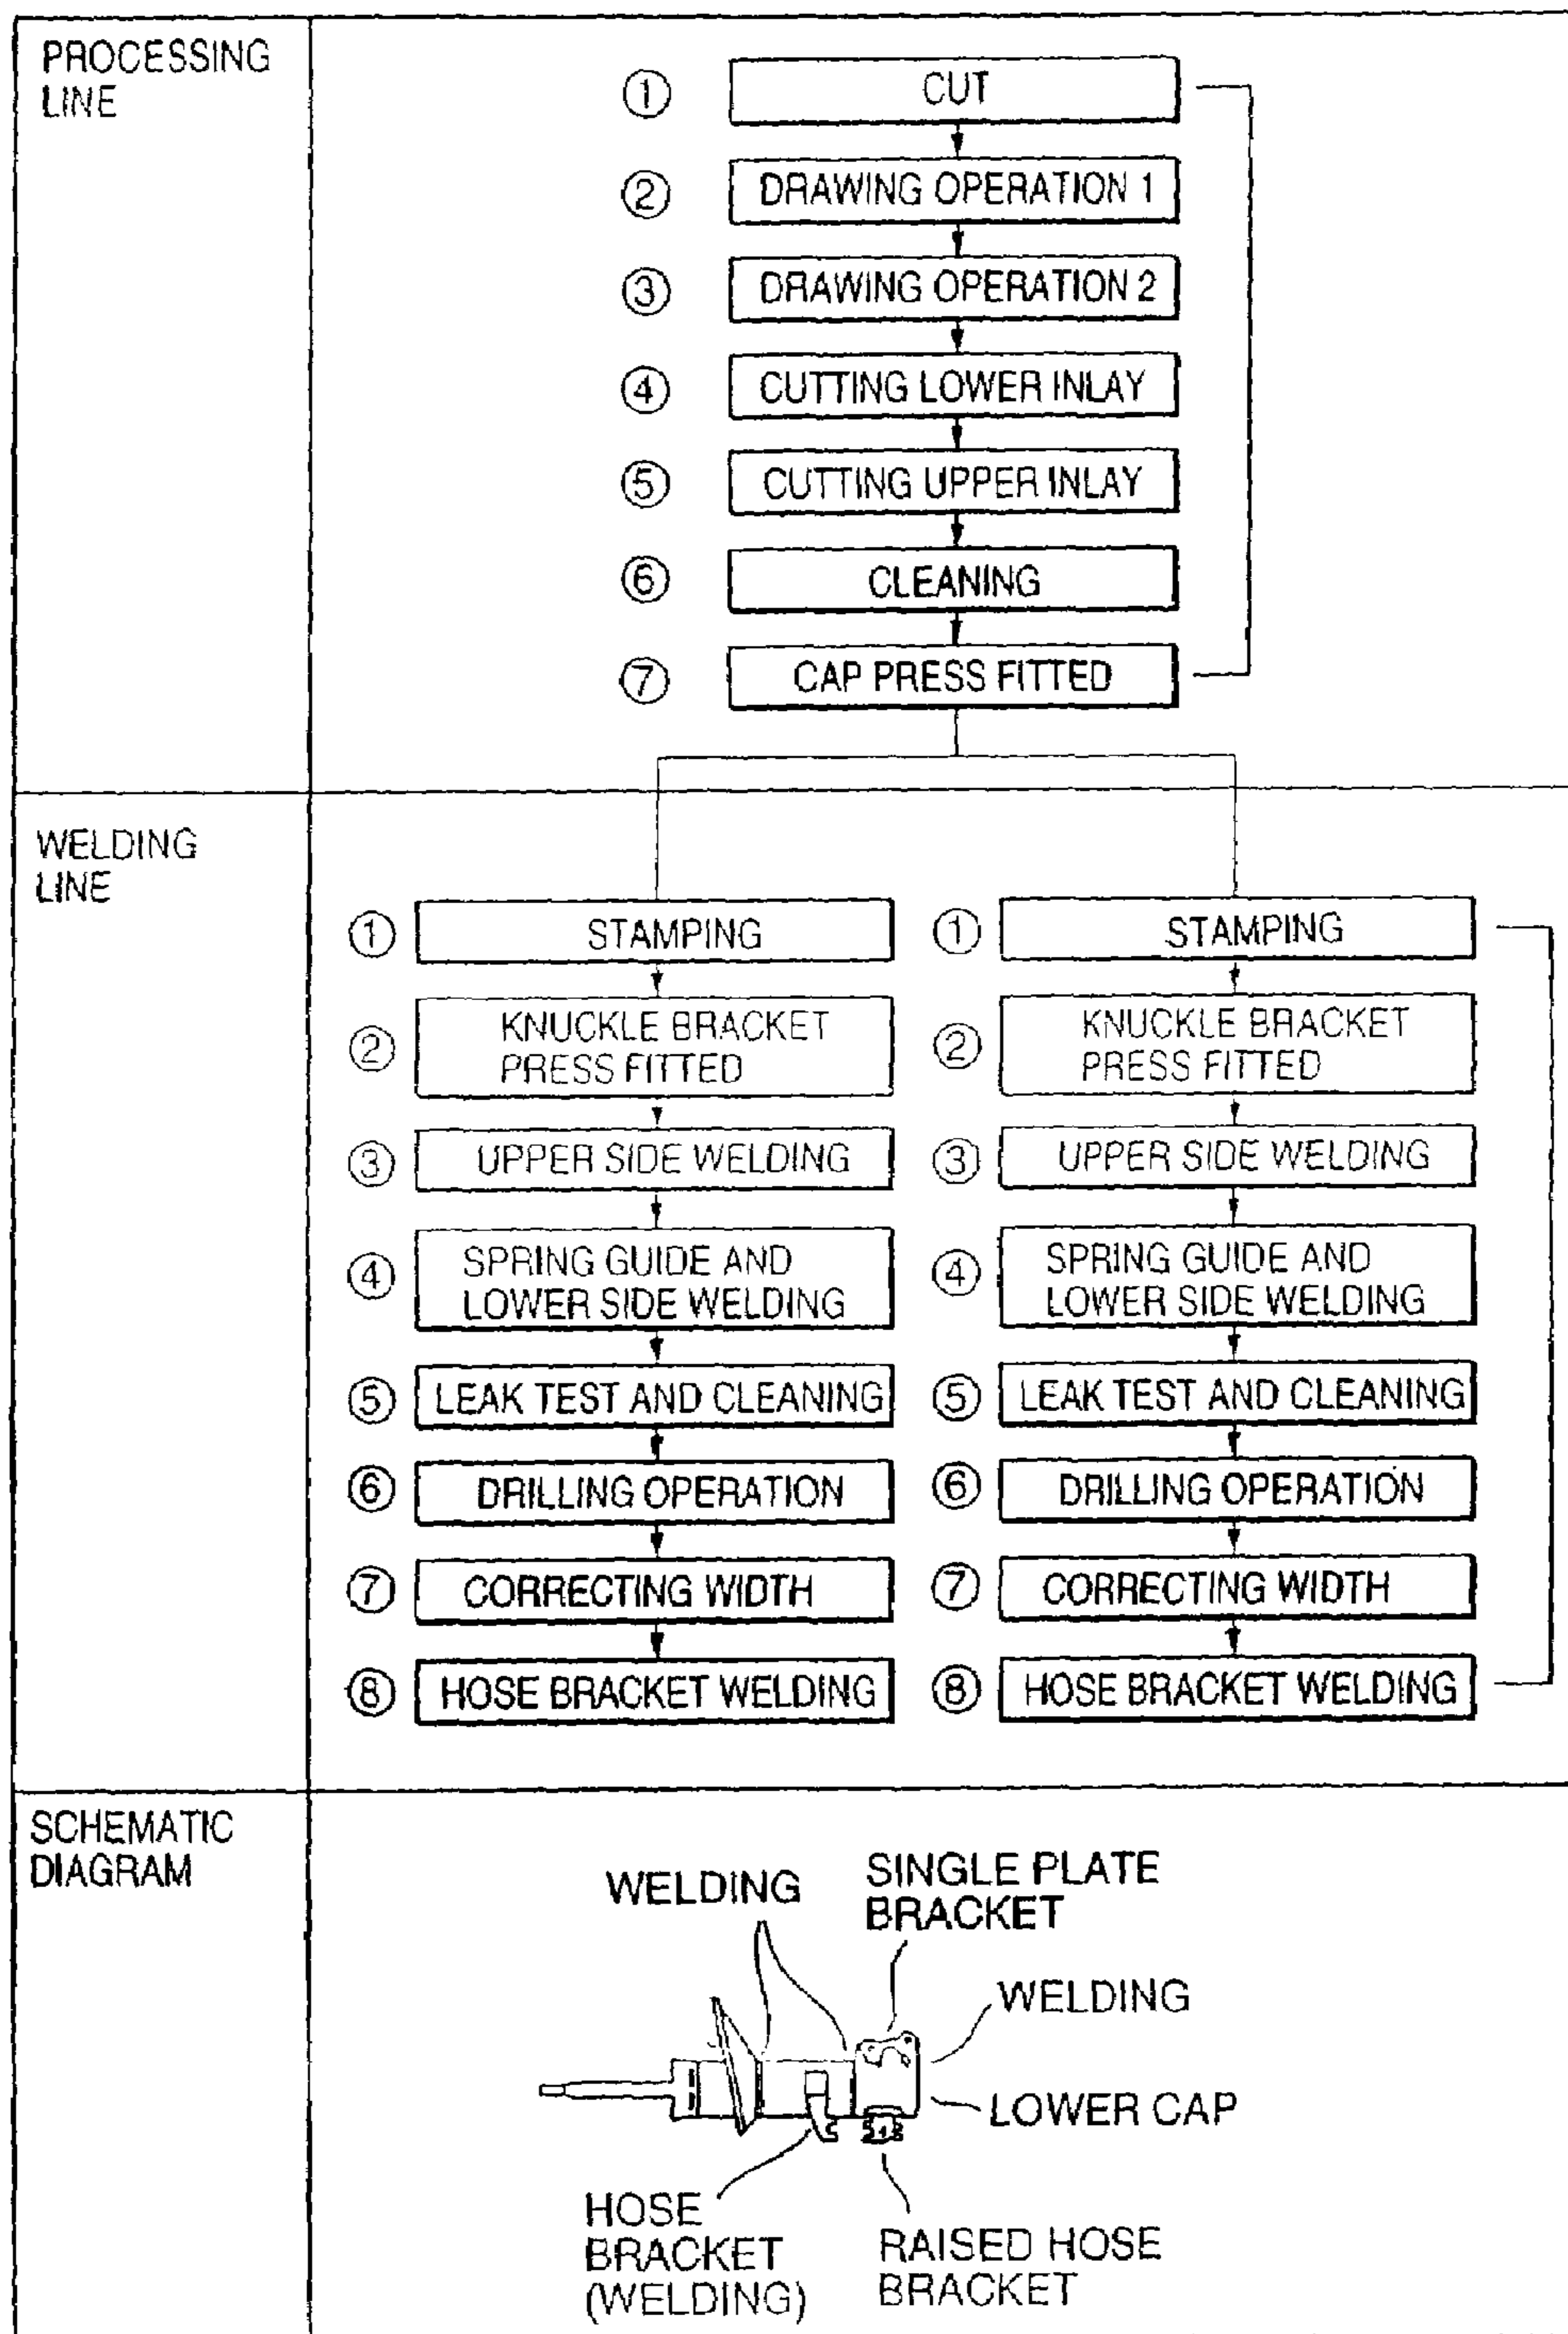 PROCESSING
LINE
① CUT
② DRAWING OPERATION 1
③ DRAWING OPERATION 2
④ CUTTING LOWER INLAY
⑤ CUTTING UPPER INLAY
⑥ CLEANING
⑦ CAP PRESS FITTED
WELDING
LINE
① STAMPING
② KNUCKLE BRACKET
PRESS FITTED
③ UPPER SIDE WELDING
④ SPRING GUIDE AND
LOWER SIDE WELDING
⑤ LEAK TEST AND CLEANING
⑥ DRILLING OPERATION
⑦ CORRECTING WIDTH
⑧ HOSE BRACKET WELDING
① STAMPING
② KNUCKLE BRACKET
PRESS FITTED
③ UPPER SIDE WELDING
④ SPRING GUIDE AND
LOWER SIDE WELDING
⑤ LEAK TEST AND CLEANING
⑥ DRILLING OPERATION
⑦ CORRECTING WIDTH
⑧ HOSE BRACKET WELDING
SCHEMATIC
DIAGRAM
WELDING
SINGLE PLATE
BRACKET
WELDING
LOWER CAP
HOSE
BRACKET
(WELDING)
RAISED HOSE
BRACKET